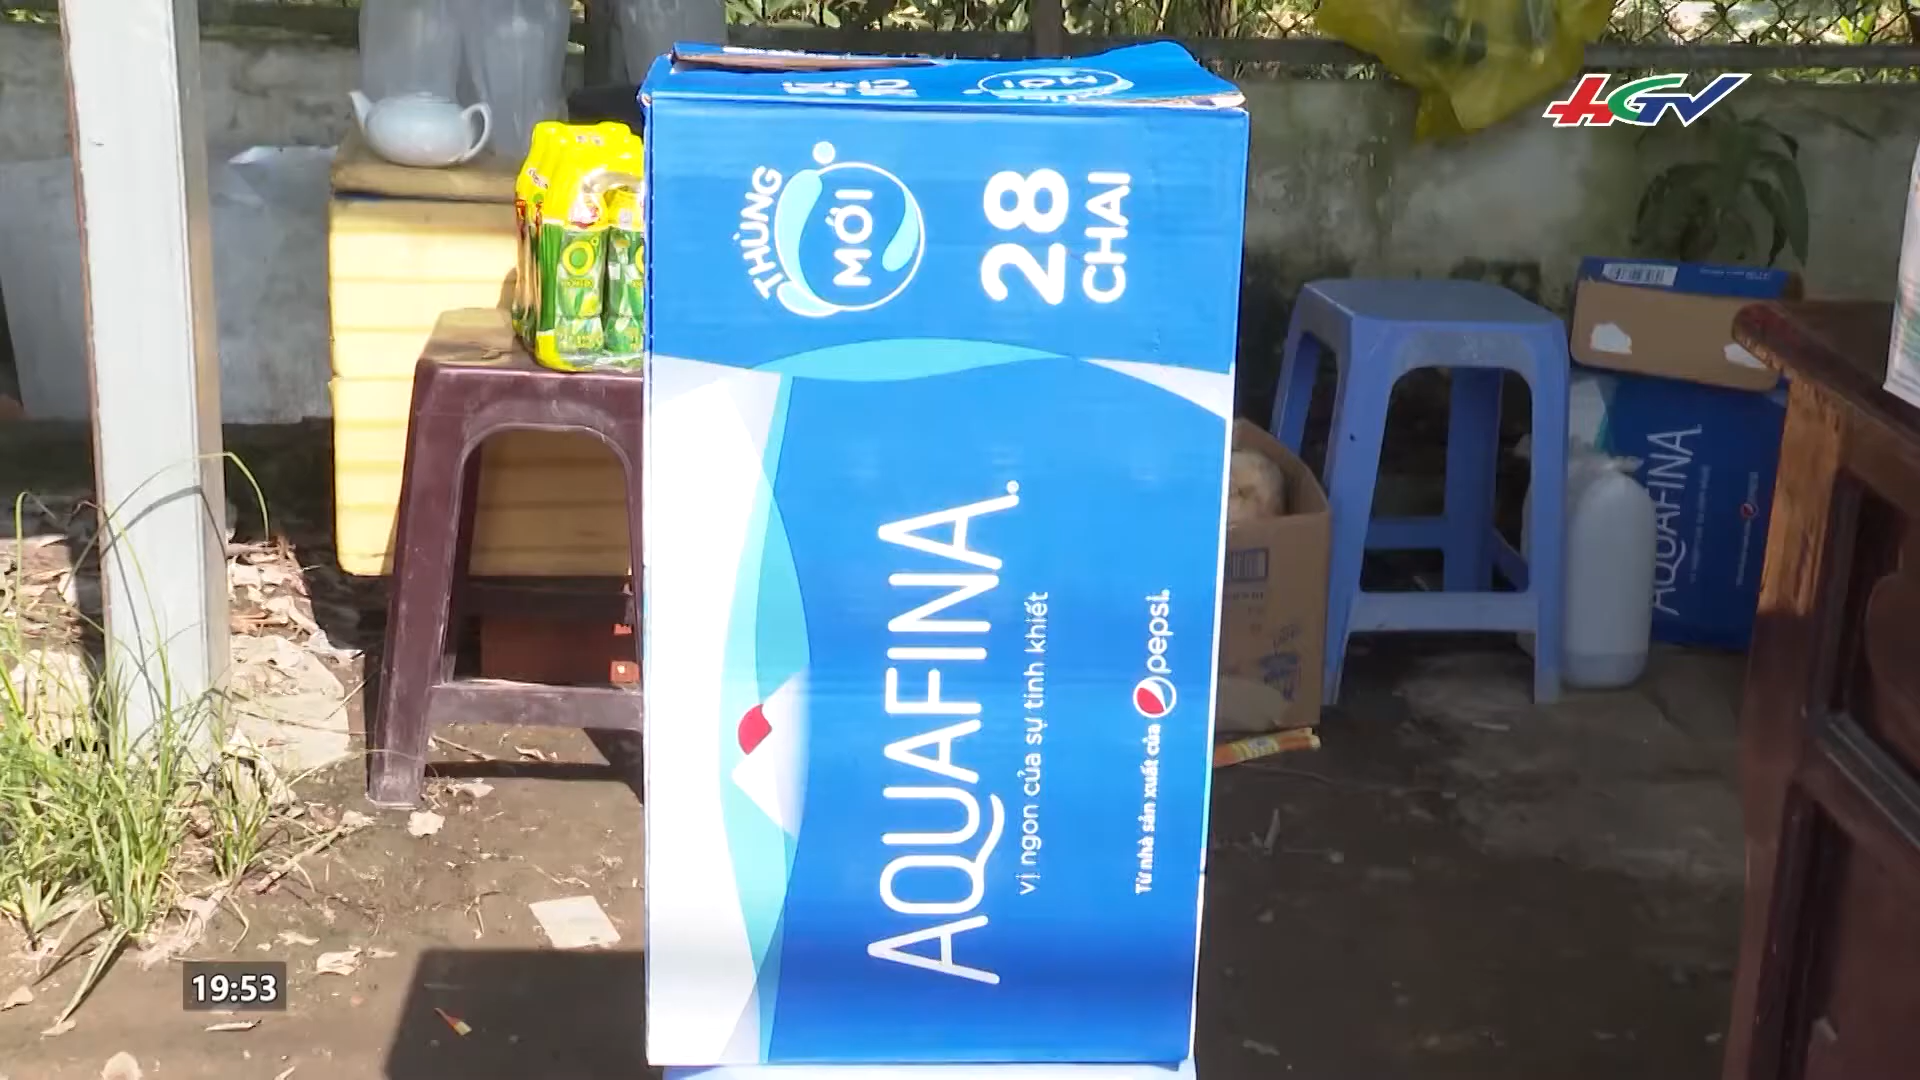 HGV
THÙNG
MỚI
28
CHAI
AQUAFINA
vị ngon của sự tinh khiết
Từ nhà sản xuất của
pepsi
0°
AQUAFINA
19:53